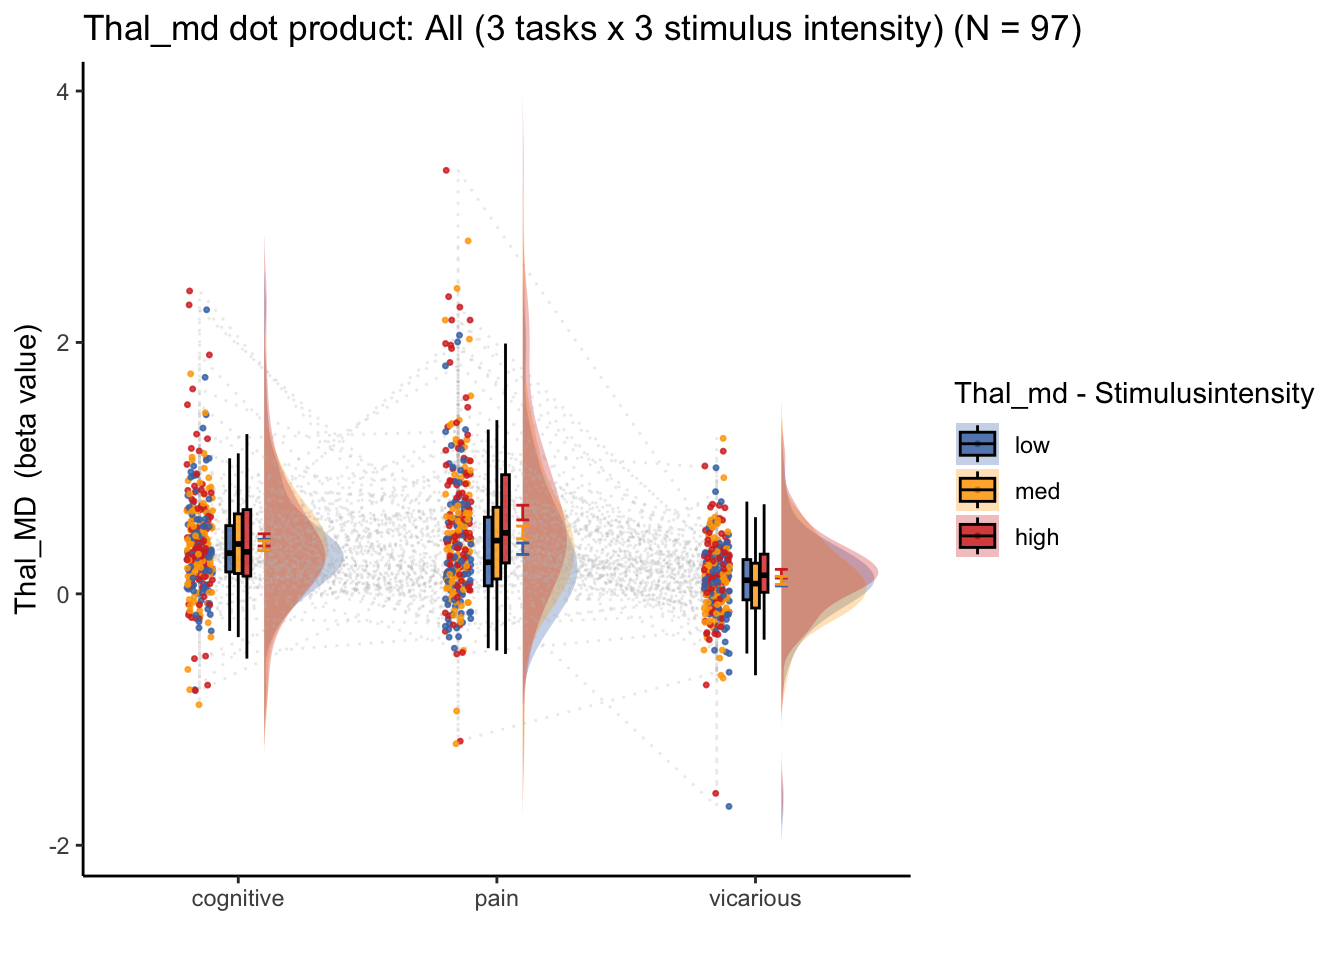 Thal_md dot product: All (3 tasks x 3 stimulus intensity) (N = 97)
Thal_MD  (beta value)
4
2
0
-2
cognitive
pain
vicarious
Thal_md - Stimulusintensity
low
med
high